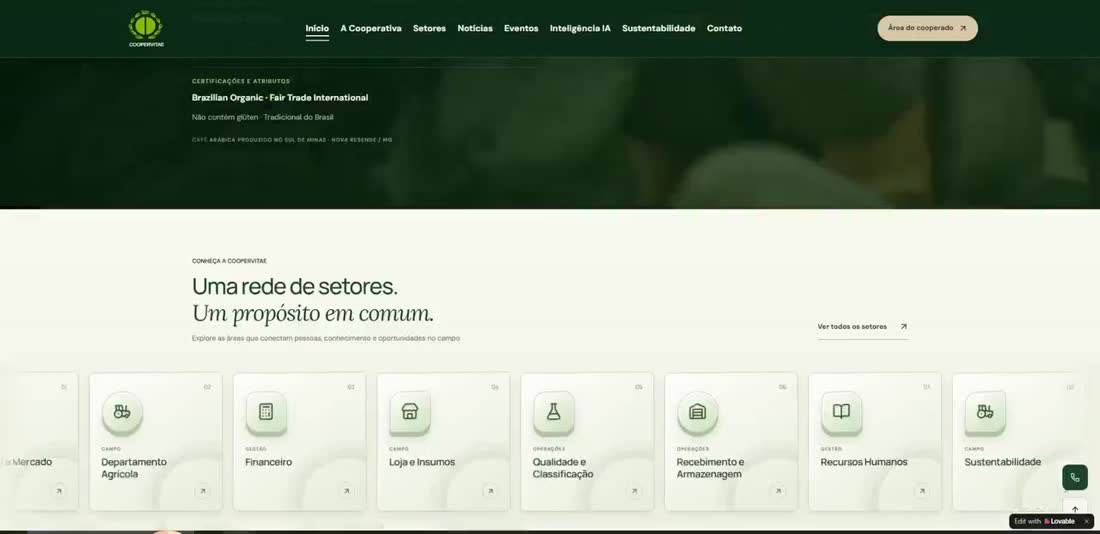 COOPERVITAE
Início
A Cooperativa
Setores
Notícias
Eventos
Inteligência IA
Sustentabilidade
Contato
Área do cooperado
CERTIFICAÇÕES E ATRIBUTOS
Brazilian Organic · Fair Trade International
Não contém glúten · Tradicional do Brasil
CAFÉ ARÁBICA PRODUZIDO NO SUL DE MINAS · NOVA RESENDE / MG
CONHEÇA A COOPERVITAE
Uma rede de setores.
Um propósito em comum.
Explore as áreas que conectam pessoas, conhecimento e oportunidades no campo
Ver todos os setores
01
Mercado
02
CAMPO
Departamento
Agrícola
03
GESTÃO
Financeiro
04
CAMPO
Loja e Insumos
05
OPERAÇÕES
Qualidade e
Classificação
06
OPERAÇÕES
Recebimento e
Armazenagem
07
GESTÃO
Recursos Humanos
CAMPO
Sustentabilidade
Edit with Lovable